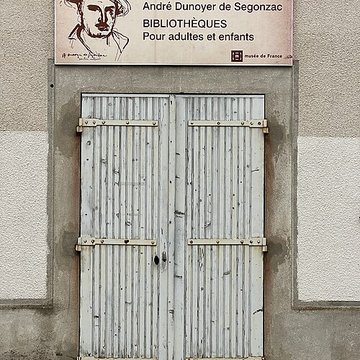 André Dunoyer de Segonzac
BIBLIOTHÈQUES
Pour adultes et enfants
musée de France